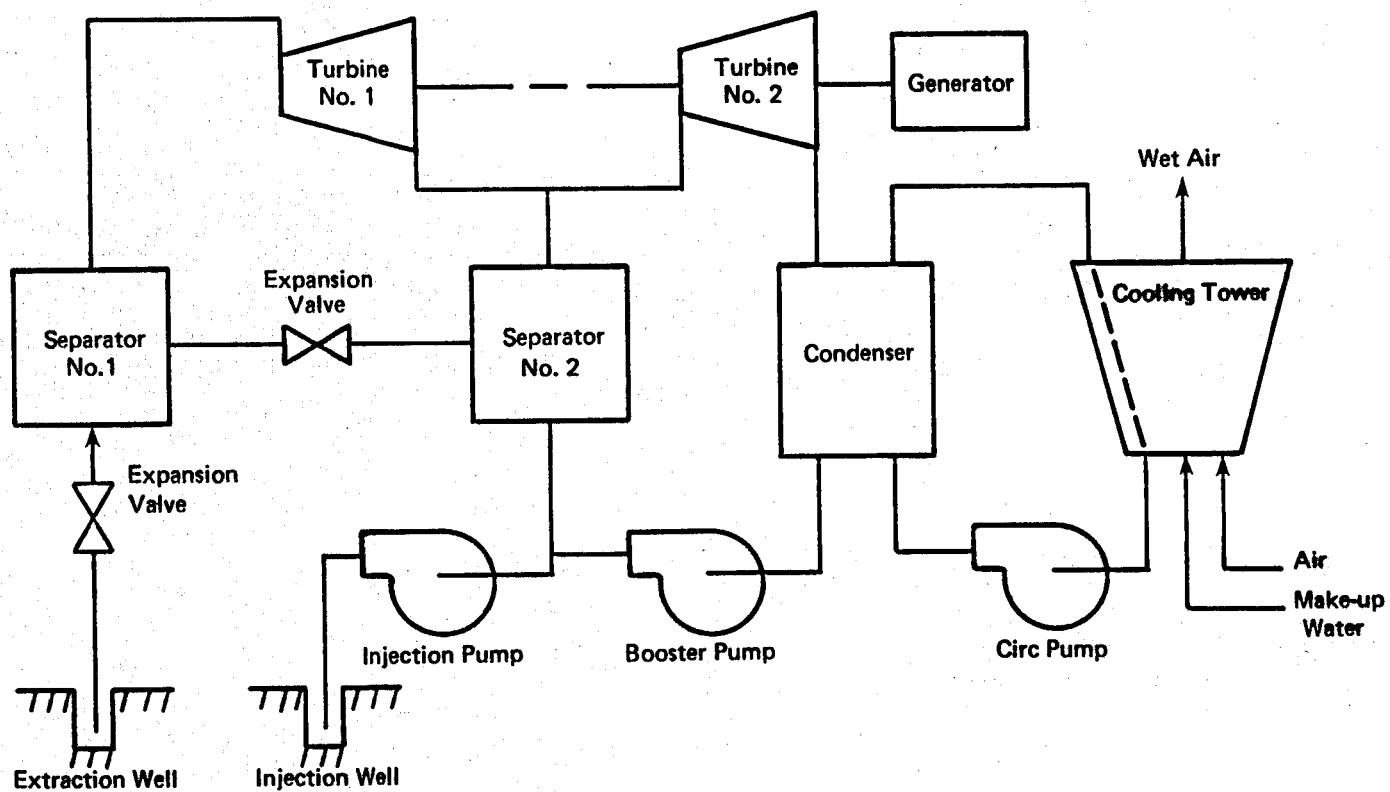 Turbine
No. 1
Turbine
No. 2
Generator
Wet Air
Expansion
Valve
Cooling Tower
Separator
No.1
Separator
No. 2
Condenser
Expansion
Valve
Air
Make-up
Water
Injection Pump
Booster Pump
Circ Pump
Extraction Well
Injection Well